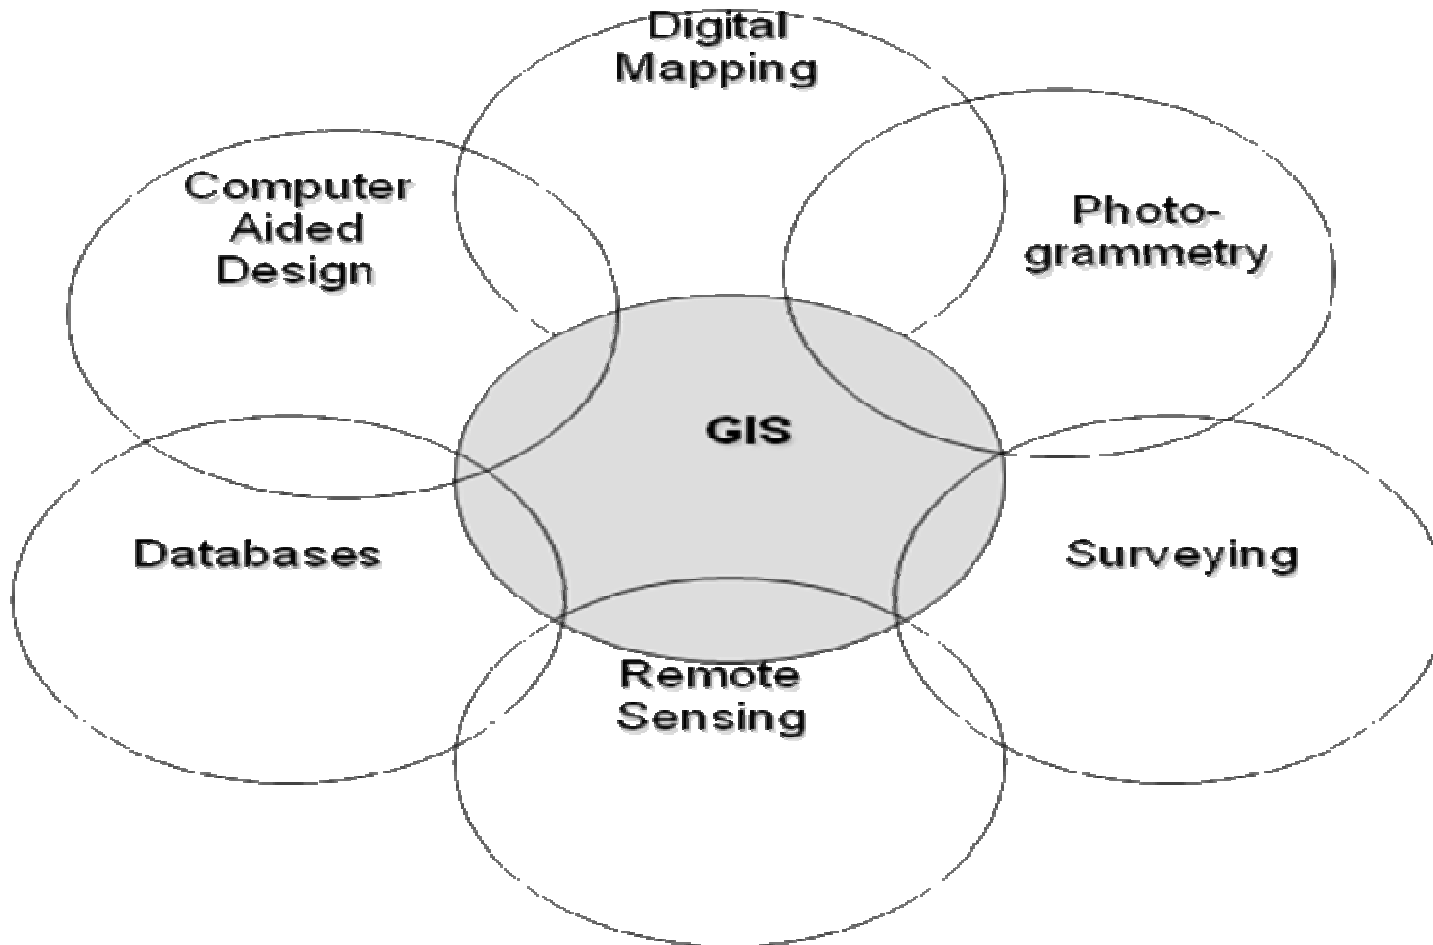 Digital
Mapping
Computer
Aided
Design
Photo-
grammetry
GIS
Databases
Surveying
Remote
Sensing